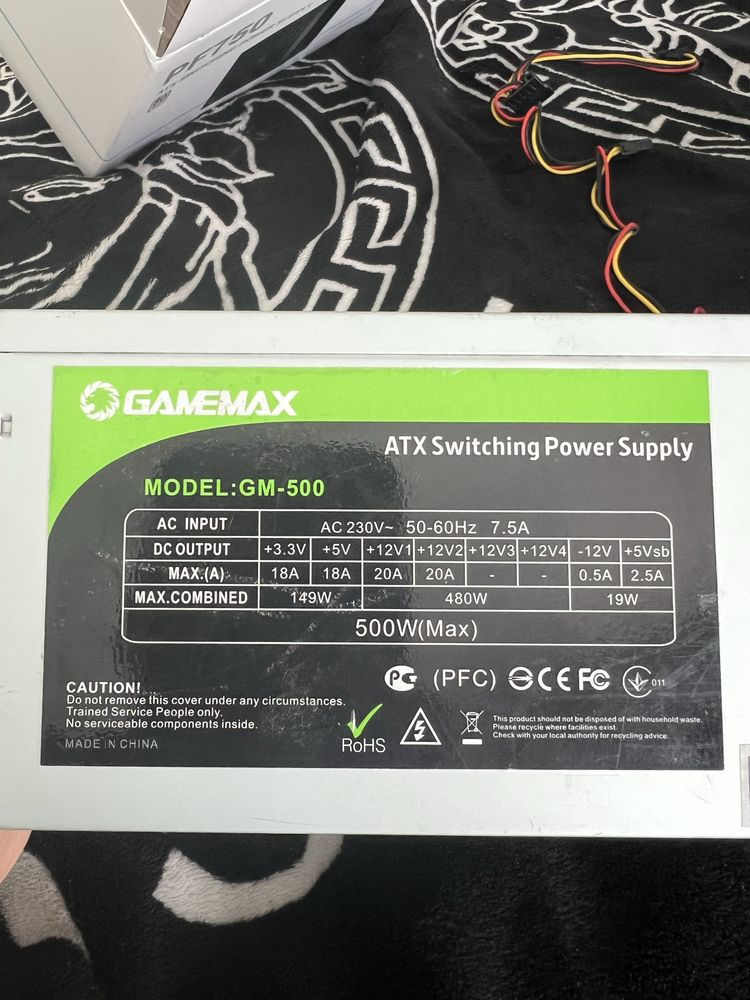 PF750
GAMEMAX
ATX Switching Power Supply
MODEL:GM-500
AC INPUT AC 230V~ 50-60Hz 7.5A
DC OUTPUT +3.3V +5V +12V1 +12V2 +12V3 +12V4 -12V +5Vsb
MAX.(A) 18A 18A 20A 20A - - 0.5A 2.5A
MAX.COMBINED 149W 480W 19W
500W(Max)
CAUTION!
Do not remove this cover under any circumstances.
Trained Service People only.
No serviceable components inside.
MADE IN CHINA
RoHS
(PFC) CE FC 011
This product should not be disposed of with household waste.
Please recycle where facilities exist.
Check with your local authority for recycling advice.